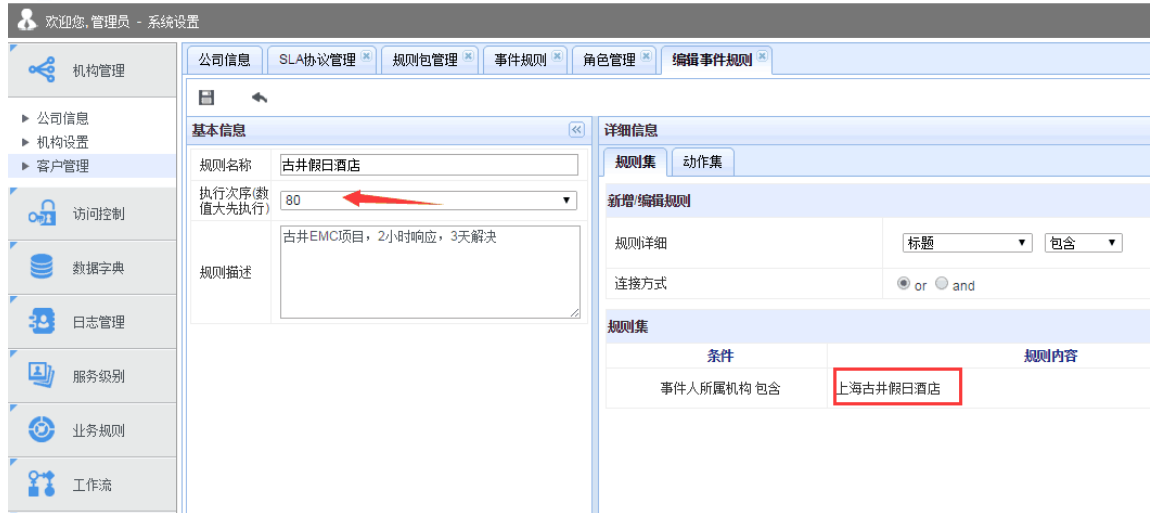 欢迎您,管理员 - 系统设置
机构管理
公司信息
机构设置
客户管理
访问控制
数据字典
日志管理
服务级别
业务规则
工作流
公司信息 SLA协议管理 规则包管理 事件规则 角色管理 编辑事件规则
基本信息
规则名称 古井假日酒店
执行次序(数
值大先执行) 80
规则描述 古井EMC项目，2小时响应，3天解决
详细信息
规则集 动作集
新增/编辑规则
规则详细 标题 包含
连接方式 or and
规则集
条件 规则内容
事件人所属机构 包含 上海古井假日酒店